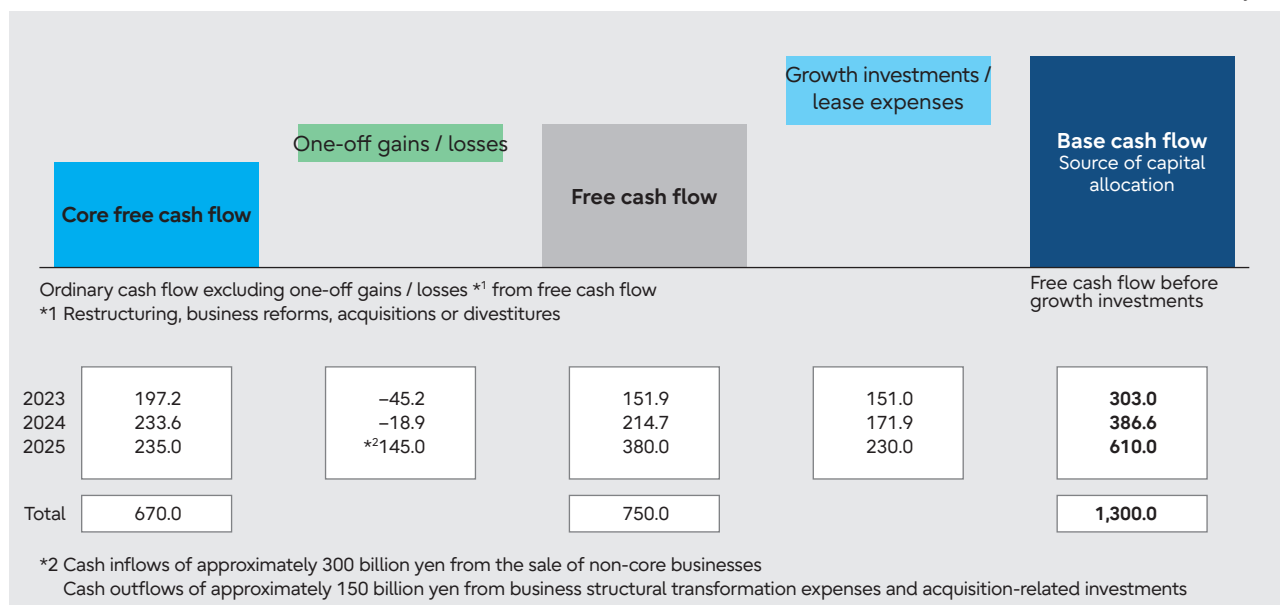 Growth investments /
lease expenses
One-off gains / losses
Base cash flow
Source of capital
allocation
Core free cash flow
Free cash flow
Ordinary cash flow excluding one-off gains / losses *1 from free cash flow
*1 Restructuring, business reforms, acquisitions or divestitures
Free cash flow before
growth investments
2023 197.2 –45.2 151.9 151.0 303.0
2024 233.6 –18.9 214.7 171.9 386.6
2025 235.0 *2145.0 380.0 230.0 610.0
Total 670.0 750.0 1,300.0
*2 Cash inflows of approximately 300 billion yen from the sale of non-core businesses
Cash outflows of approximately 150 billion yen from business structural transformation expenses and acquisition-related investments